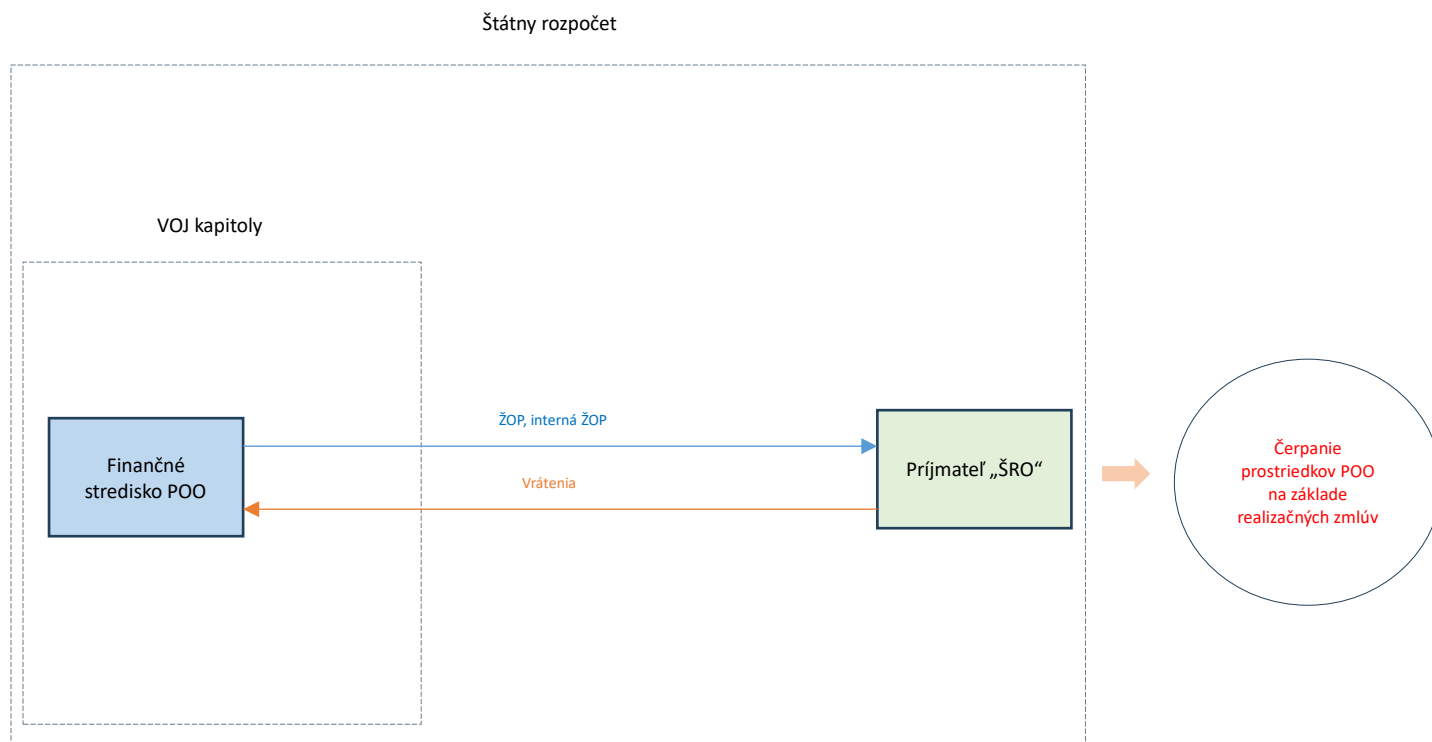 Štátny rozpočet
VOJ kapitoly
ŽOP, interná ŽOP
Finančné
stredisko POO
Vrátenia
Príjmateľ „ŠRO“
Čerpanie
prostriedkov POO
na základe
realizačných zmlúv